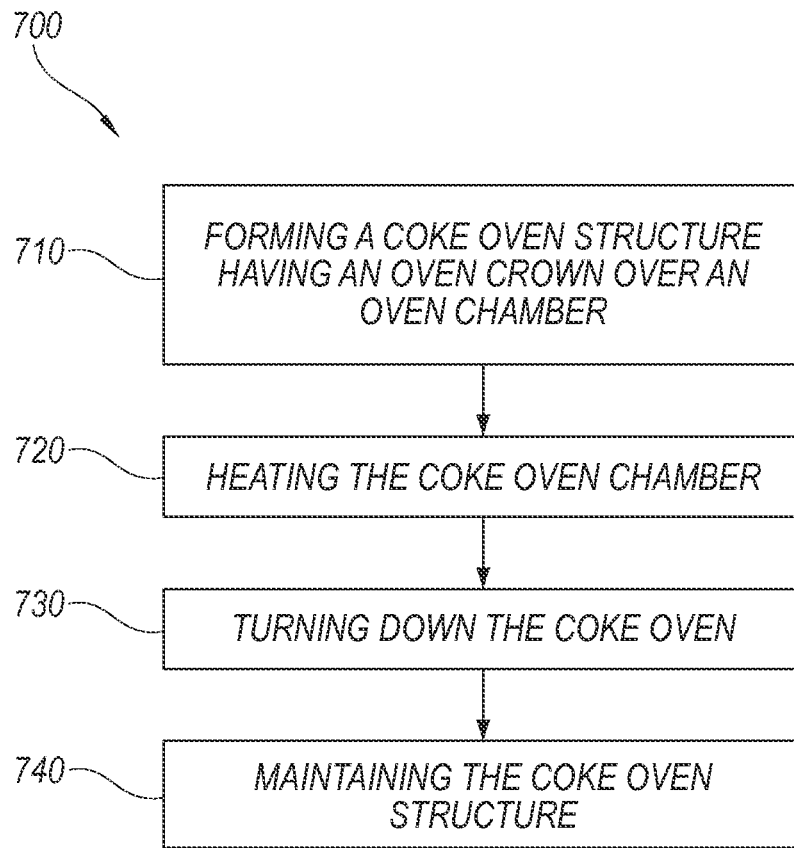 700
710
FORMING A COKE OVEN STRUCTURE
HAVING AN OVEN CROWN OVER AN
OVEN CHAMBER
720
HEATING THE COKE OVEN CHAMBER
730
TURNING DOWN THE COKE OVEN
740
MAINTAINING THE COKE OVEN
STRUCTURE